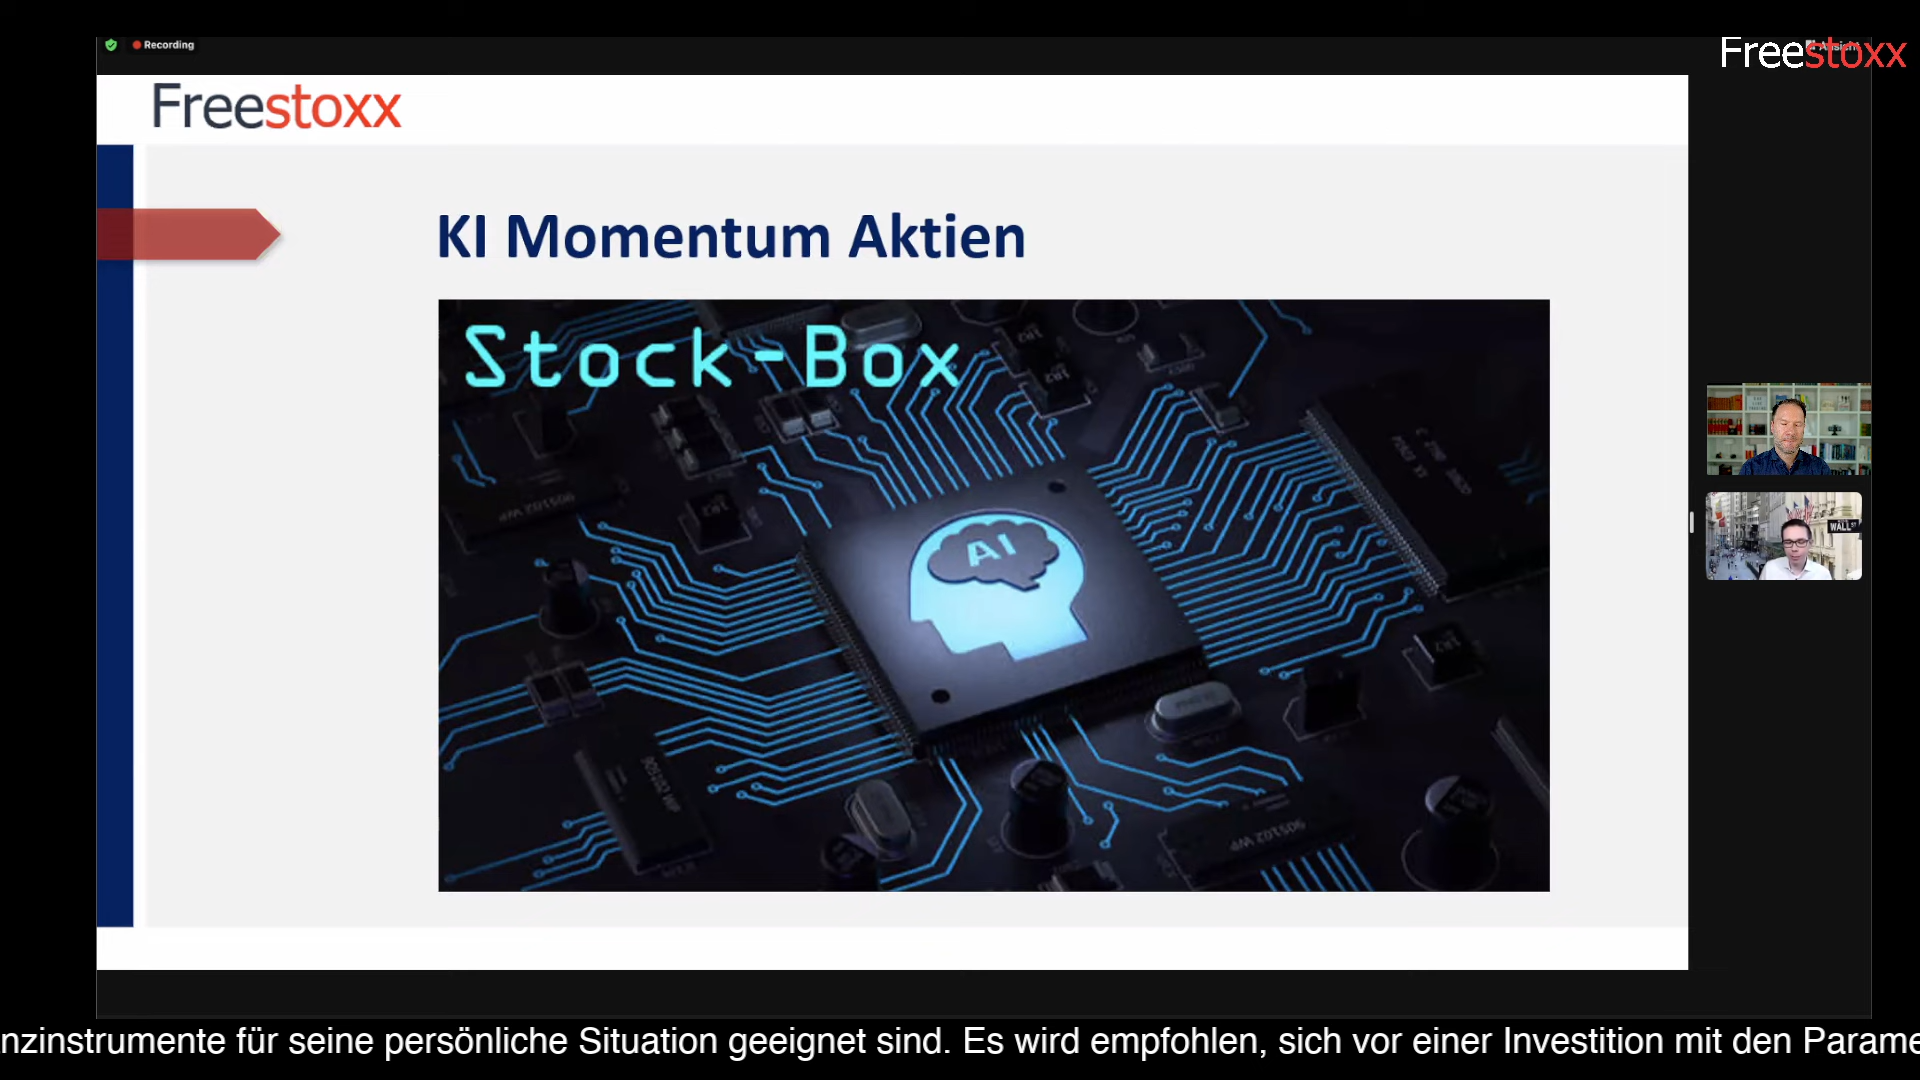 Recording
Freestoxx
Freestoxx
KI Momentum Aktien
Stock-Box
AI
WALL
nzinstrumente für seine persönliche Situation geeignet sind. Es wird empfohlen, sich vor einer Investition mit den Parame